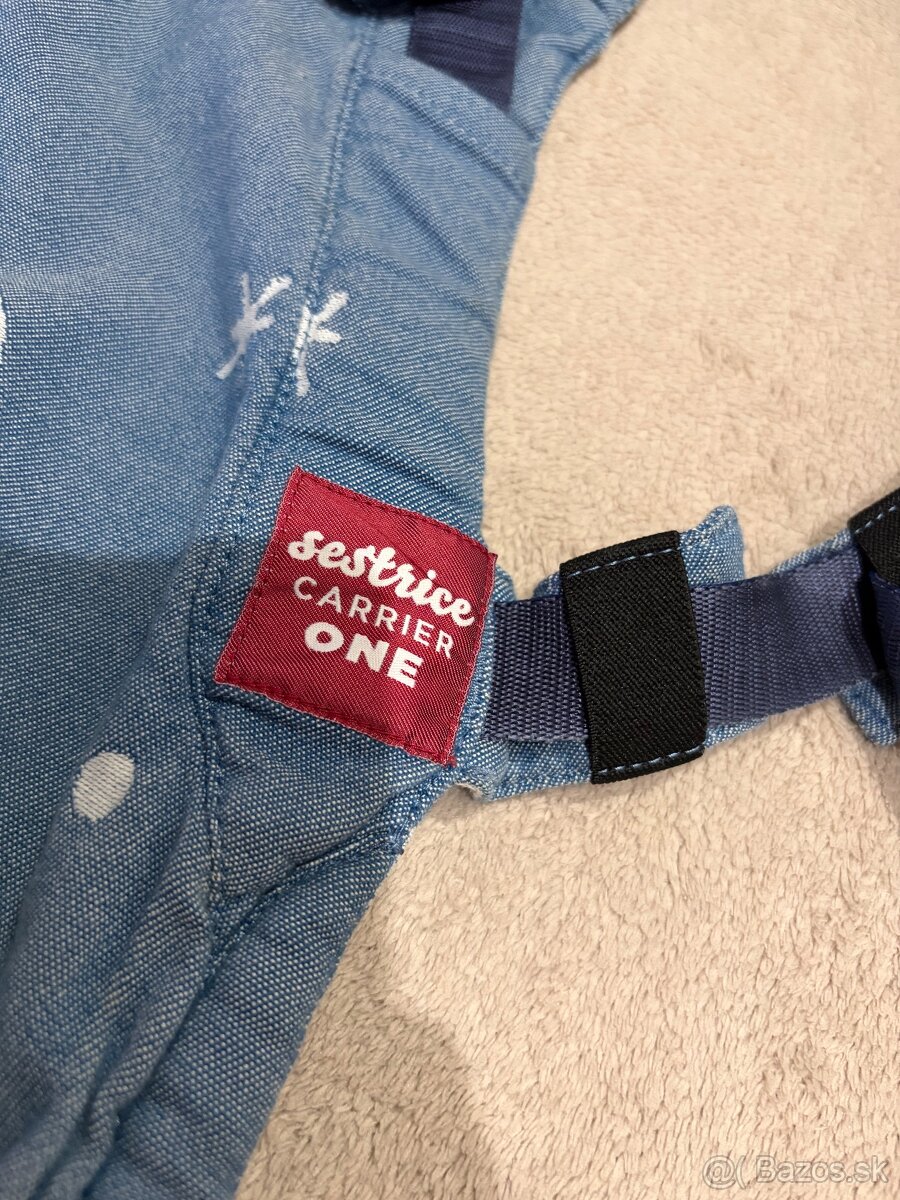 sestrice
CARRIER
ONE
@( Bazos.sk